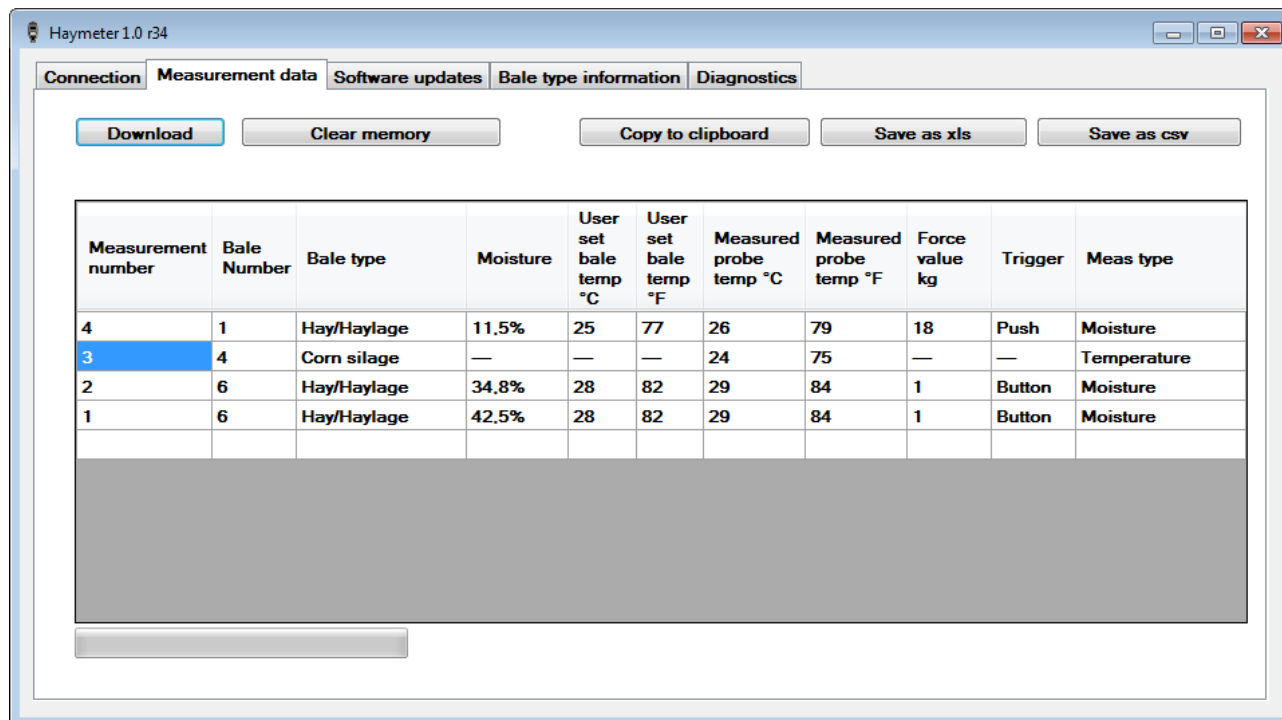 Haymeter 1.0 r34
Connection Measurement data Software updates Bale type information Diagnostics
Download Clear memory Copy to clipboard Save as xls Save as csv
Measurement number Bale Number Bale type Moisture User set bale temp °C User set bale temp °F Measured probe temp °C Measured probe temp °F Force value kg Trigger Meas type
4 1 Hay/Haylage 11,5% 25 77 26 79 18 Push Moisture
3 4 Corn silage — — — 24 75 — — Temperature
2 6 Hay/Haylage 34,8% 28 82 29 84 1 Button Moisture
1 6 Hay/Haylage 42,5% 28 82 29 84 1 Button Moisture